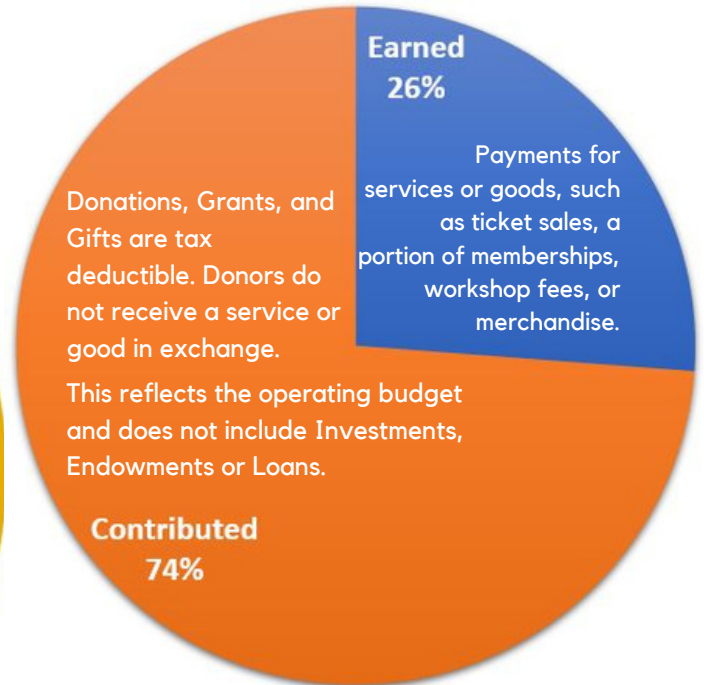 Earned
26%
Payments for
services or goods, such
as ticket sales, a
portion of memberships,
workshop fees, or
merchandise.
Donations, Grants, and
Gifts are tax
deductible. Donors do
not receive a service or
good in exchange.
This reflects the operating budget
and does not include Investments,
Endowments or Loans.
Contributed
74%